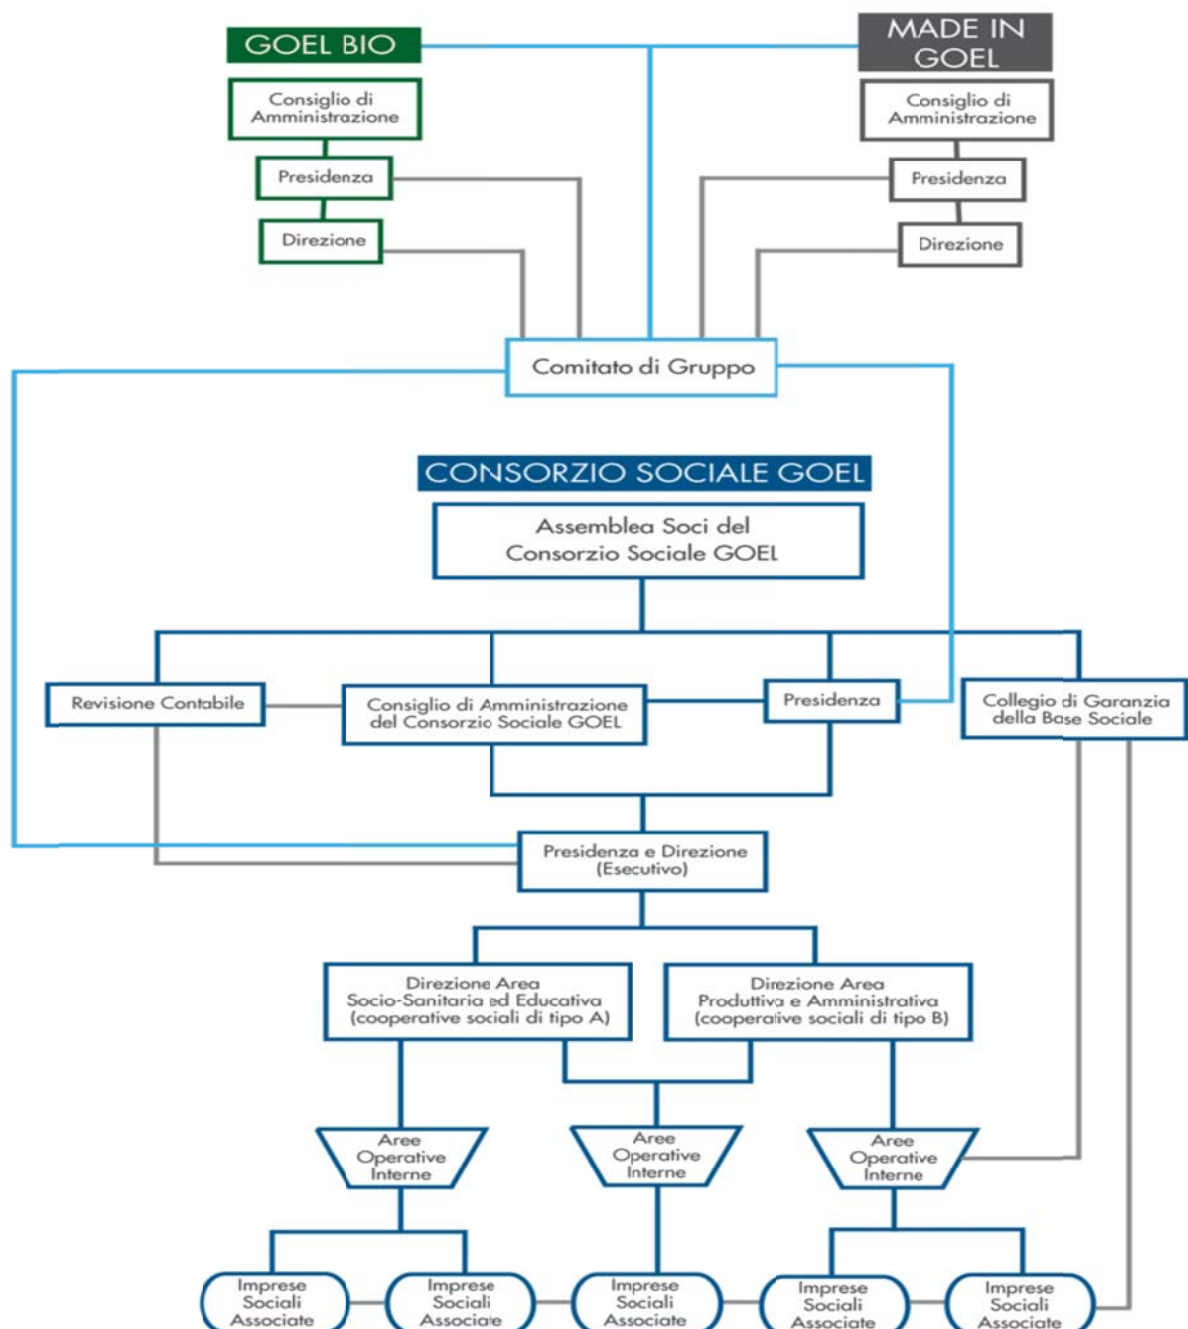 GOEL BIO
MADE IN
GOEL
Consiglio di
Amministrazione
Consiglio di
Amministrazione
Presidenza
Presidenza
Direzione
Direzione
Comitato di Gruppo
CONSORZIO SOCIALE GOEL
Assemblea Soci del
Consorzio Sociale GOEL
Revisione Contabile
Consiglio di Amministrazione
del Consorzio Sociale GOEL
Presidenza
Collegio di Garanzia
della Base Sociale
Presidenza e Direzione
(Esecutivo)
Direzione Area
Socio-Sanitaria ed Educativa
(cooperative sociali di tipo A)
Direzione Area
Produttiva e Amministrativa
(cooperative sociali di tipo B)
Aree
Operative
Interne
Aree
Operative
Interne
Aree
Operative
Interne
Imprese
Sociali
Associate
Imprese
Sociali
Associate
Imprese
Sociali
Associate
Imprese
Sociali
Associate
Imprese
Sociali
Associate